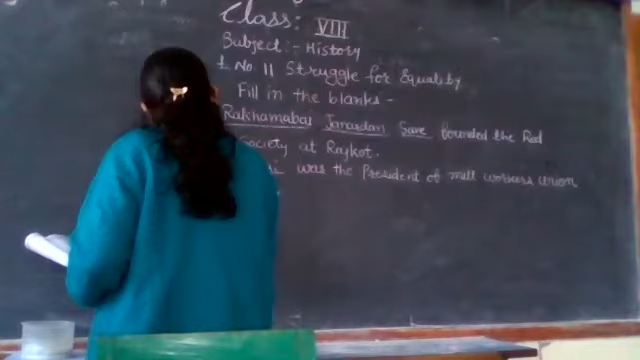 Class: VIII
Subject :- History
L No. 11 Struggle for Equality
Fill in the blanks -
Rakhamabai Janardan Save founded the Red
Society at Rajkot.
was the President of mill workers union